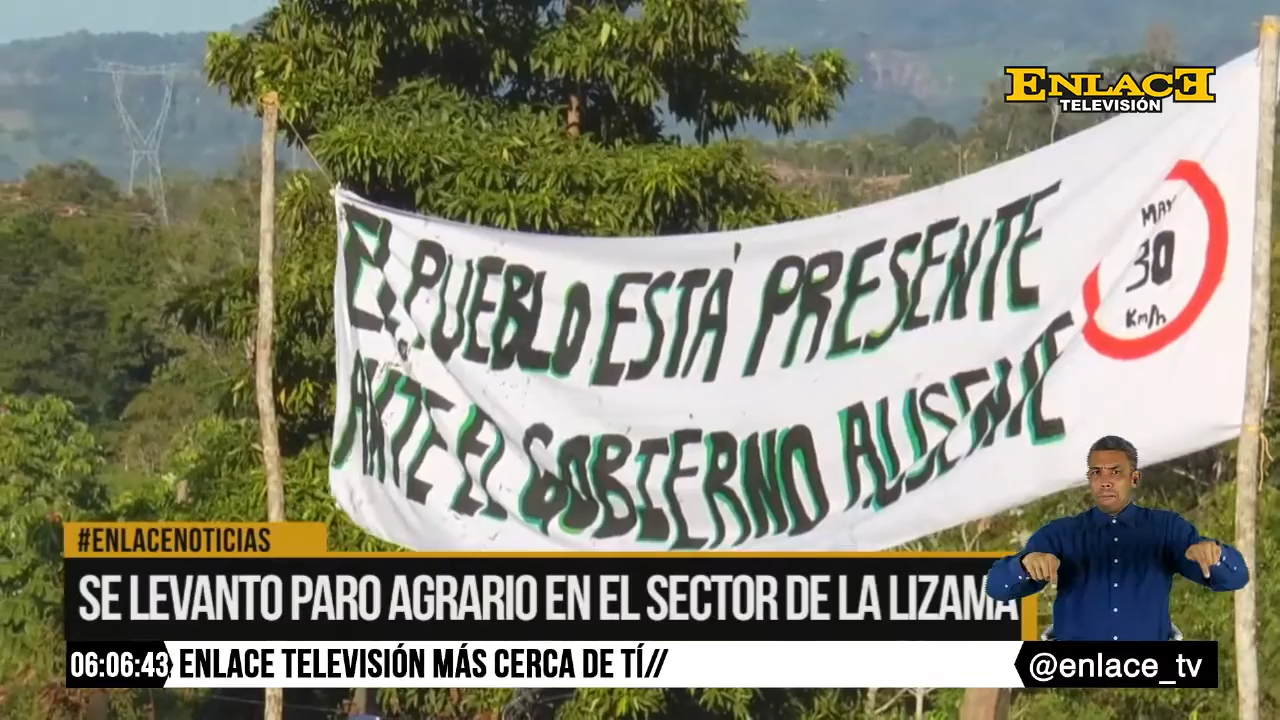 ENLACE
TELEVISIÓN
EL PUEBLO ESTÁ PRESENTE
ANTE EL GOBIERNO AUSENTE
MAX
30
Km/h
#ENLACENOTICIAS
SE LEVANTO PARO AGRARIO EN EL SECTOR DE LA LIZAMA
06:06:43
ENLACE TELEVISIÓN MÁS CERCA DE TÍ//
@enlace_tv